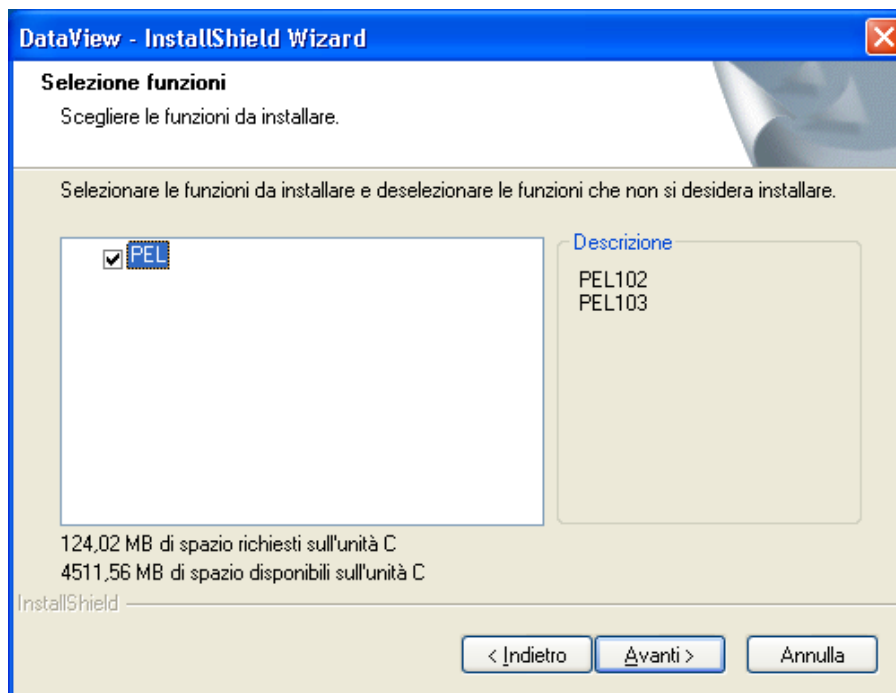 DataView - InstallShield Wizard
Selezione funzioni
Scegliere le funzioni da installare.
Selezionare le funzioni da installare e deselezionare le funzioni che non si desidera installare.
PEL
Descrizione
PEL102
PEL103
124,02 MB di spazio richiesti sull'unità C
4511,56 MB di spazio disponibili sull'unità C
InstallShield
< Indietro
Avanti >
Annulla